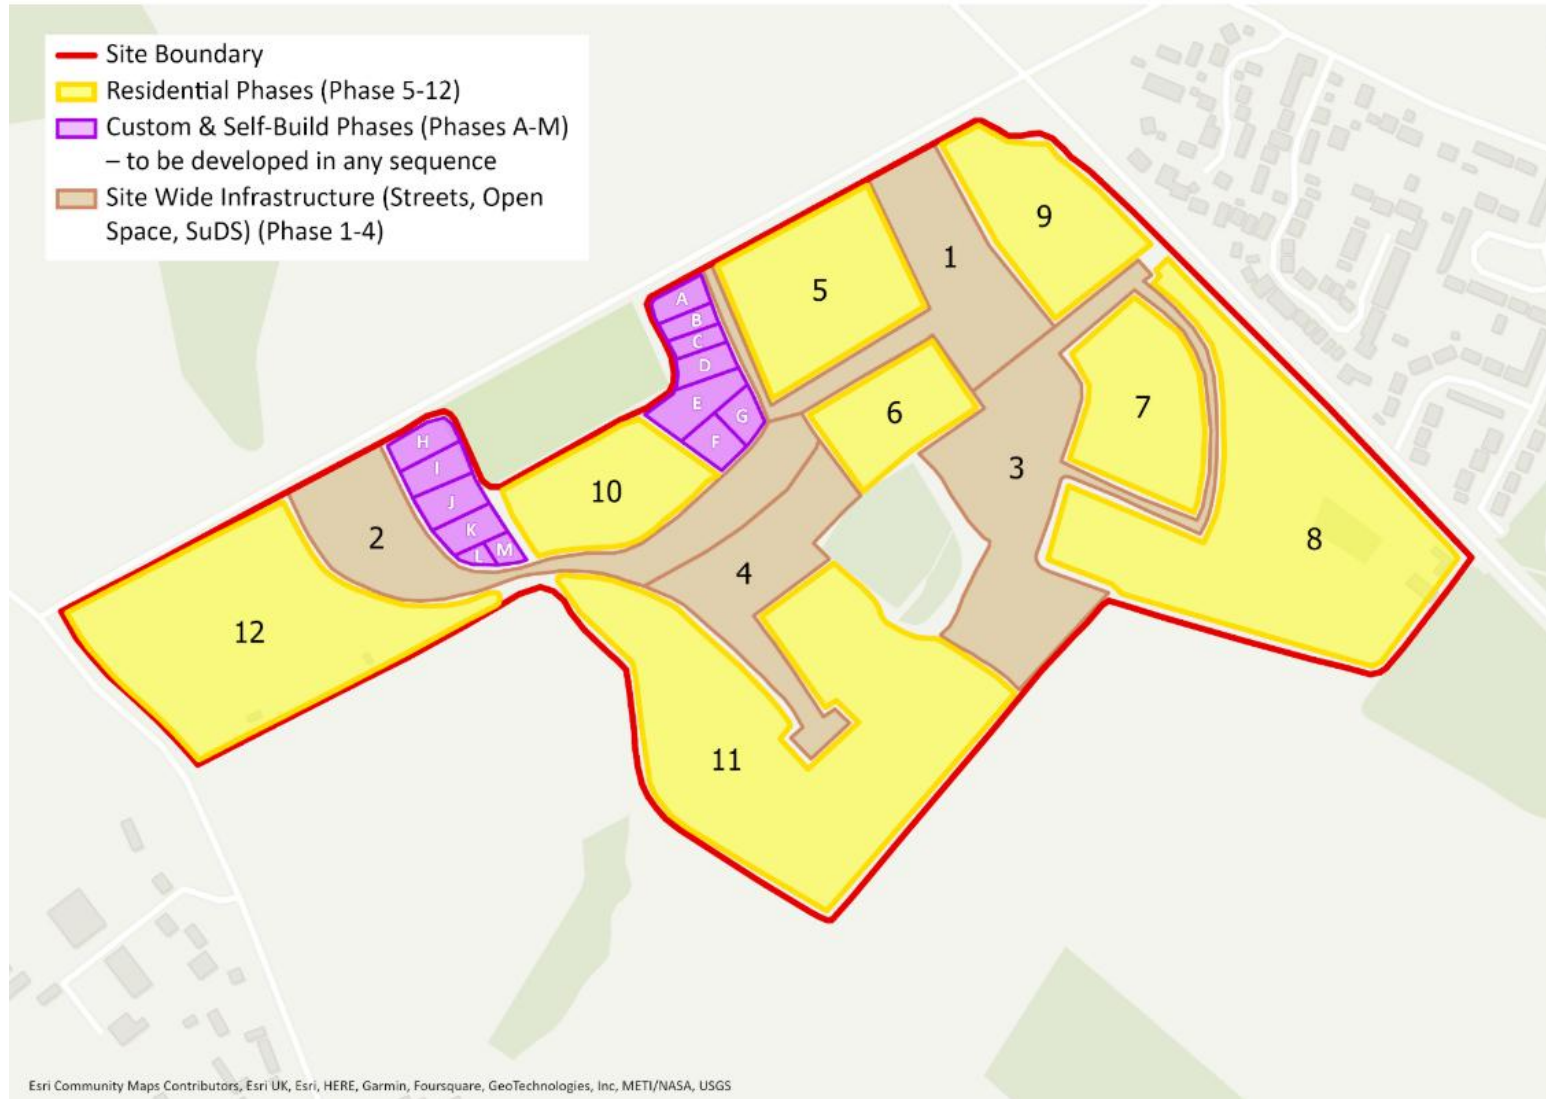 Site Boundary
Residential Phases (Phase 5-12)
Custom & Self-Build Phases (Phases A-M)
– to be developed in any sequence
Site Wide Infrastructure (Streets, Open
Space, SuDS) (Phase 1-4)
9
1
5
A
B
C
D
E
G
F
6
7
3
H
I
J
K
L
M
10
2
8
4
12
11
Esri Community Maps Contributors, Esri UK, Esri, HERE, Garmin, Foursquare, GeoTechnologies, Inc, METI/NASA, USGS